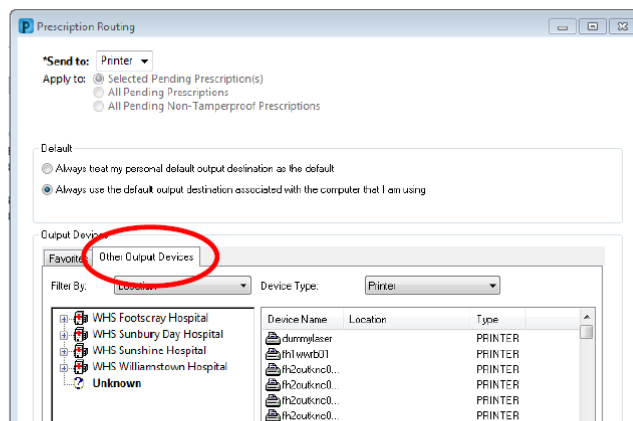 Prescription Routing
*Send to: Printer
Apply to: Selected Pending Prescription(s)
All Pending Prescriptions
All Pending Non-Tamperproof Prescriptions
Default
Always treat my personal default output destination as the default
Always use the default output destination associated with the computer that I am using
Output Devices
Favorites Other Output Devices
Filter By: Location Device Type: Printer
WHS Footscray Hospital
WHS Sunbury Day Hospital
WHS Sunshine Hospital
WHS Williamstown Hospital
Unknown
Device Name Location Type
dummylaser PRINTER
PRINTER
fh2outknc0... PRINTER
fh2outknc0... PRINTER
fh2outknc0... PRINTER